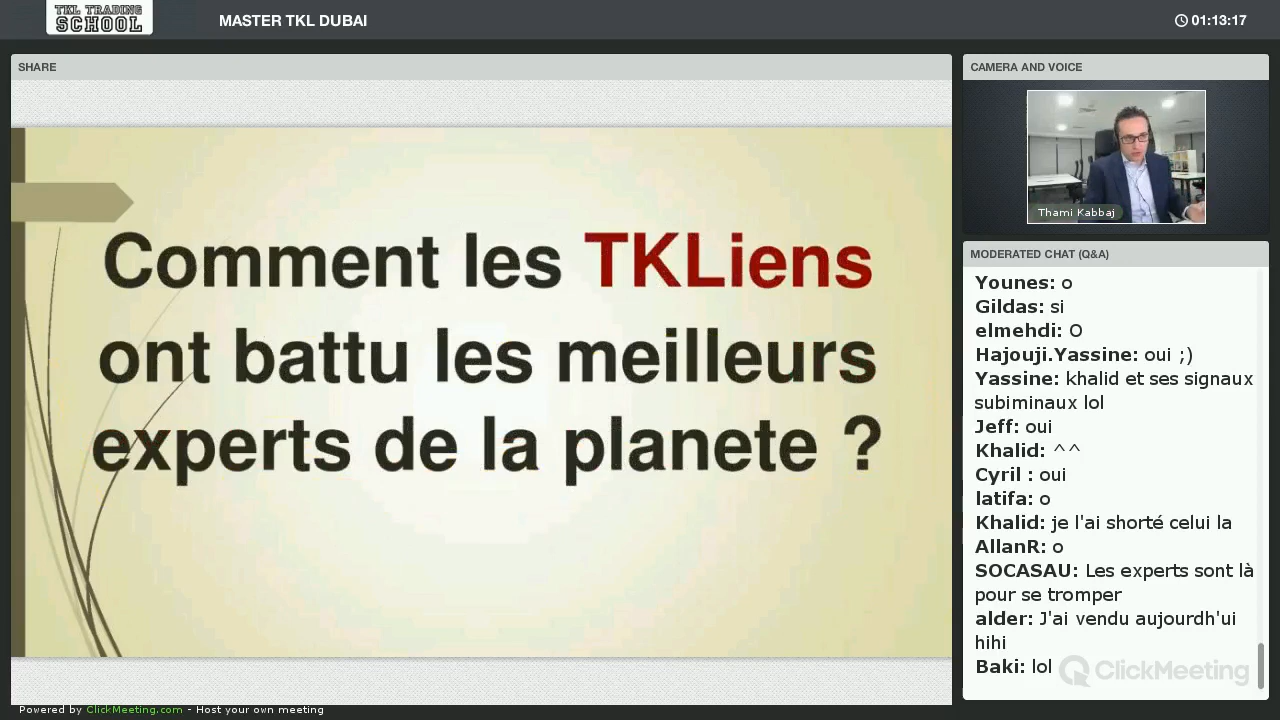 TKL TRADING
SCHOOL
MASTER TKL DUBAI
01:13:17
SHARE
Comment les TKLiens
ont battu les meilleurs
experts de la planete ?
CAMERA AND VOICE
Thami Kabbaj
MODERATED CHAT (Q&A)
Younes: o
Gildas: si
elmehdi: O
Hajouji.Yassine: oui ;)
Yassine: khalid et ses signaux
subiminaux lol
Jeff: oui
Khalid: ^^
Cyril : oui
latifa: o
Khalid: je l'ai shorté celui la
AllanR: o
SOCASAU: Les experts sont là
pour se tromper
alder: J'ai vendu aujourdh'ui
hihi
Baki: lol
ClickMeeting
Powered by ClickMeeting.com - Host your own meeting